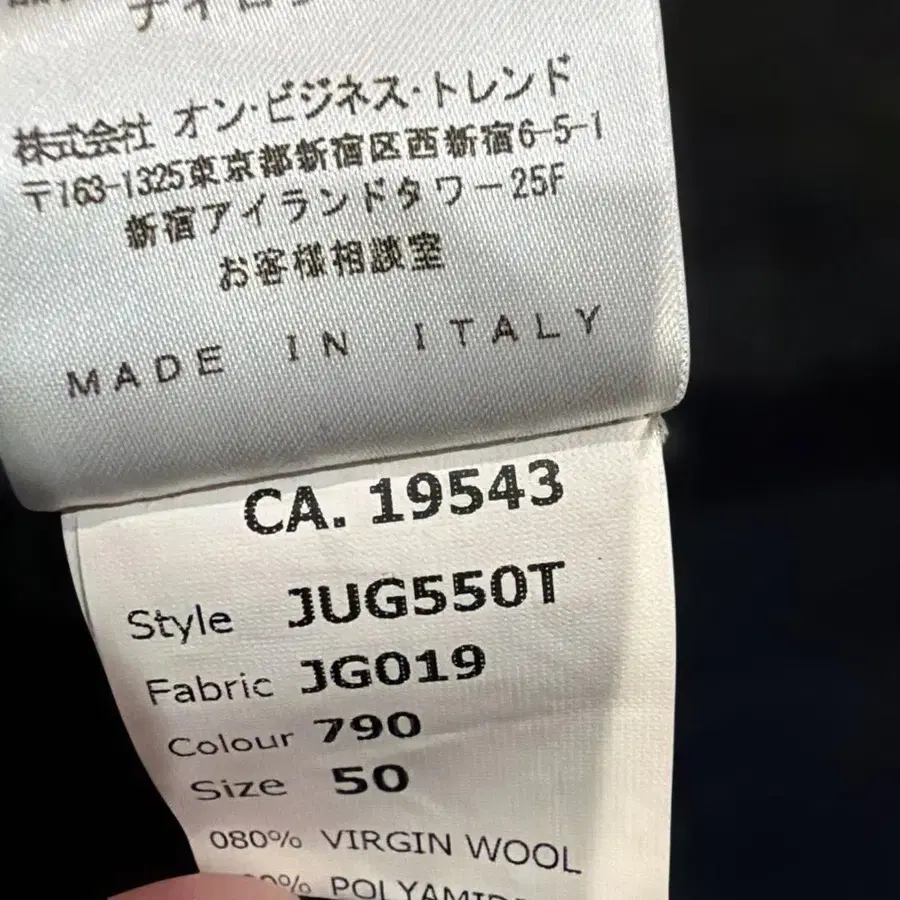 株式会社 オン・ビジネス・トレンド
〒163-1325東京都新宿区西新宿6-5-1
新宿アイランドタワー25F
お客様相談室
MADE IN ITALY
CA. 19543
Style JUG550T
Fabric JG019
Colour 790
Size 50
080% VIRGIN WOOL